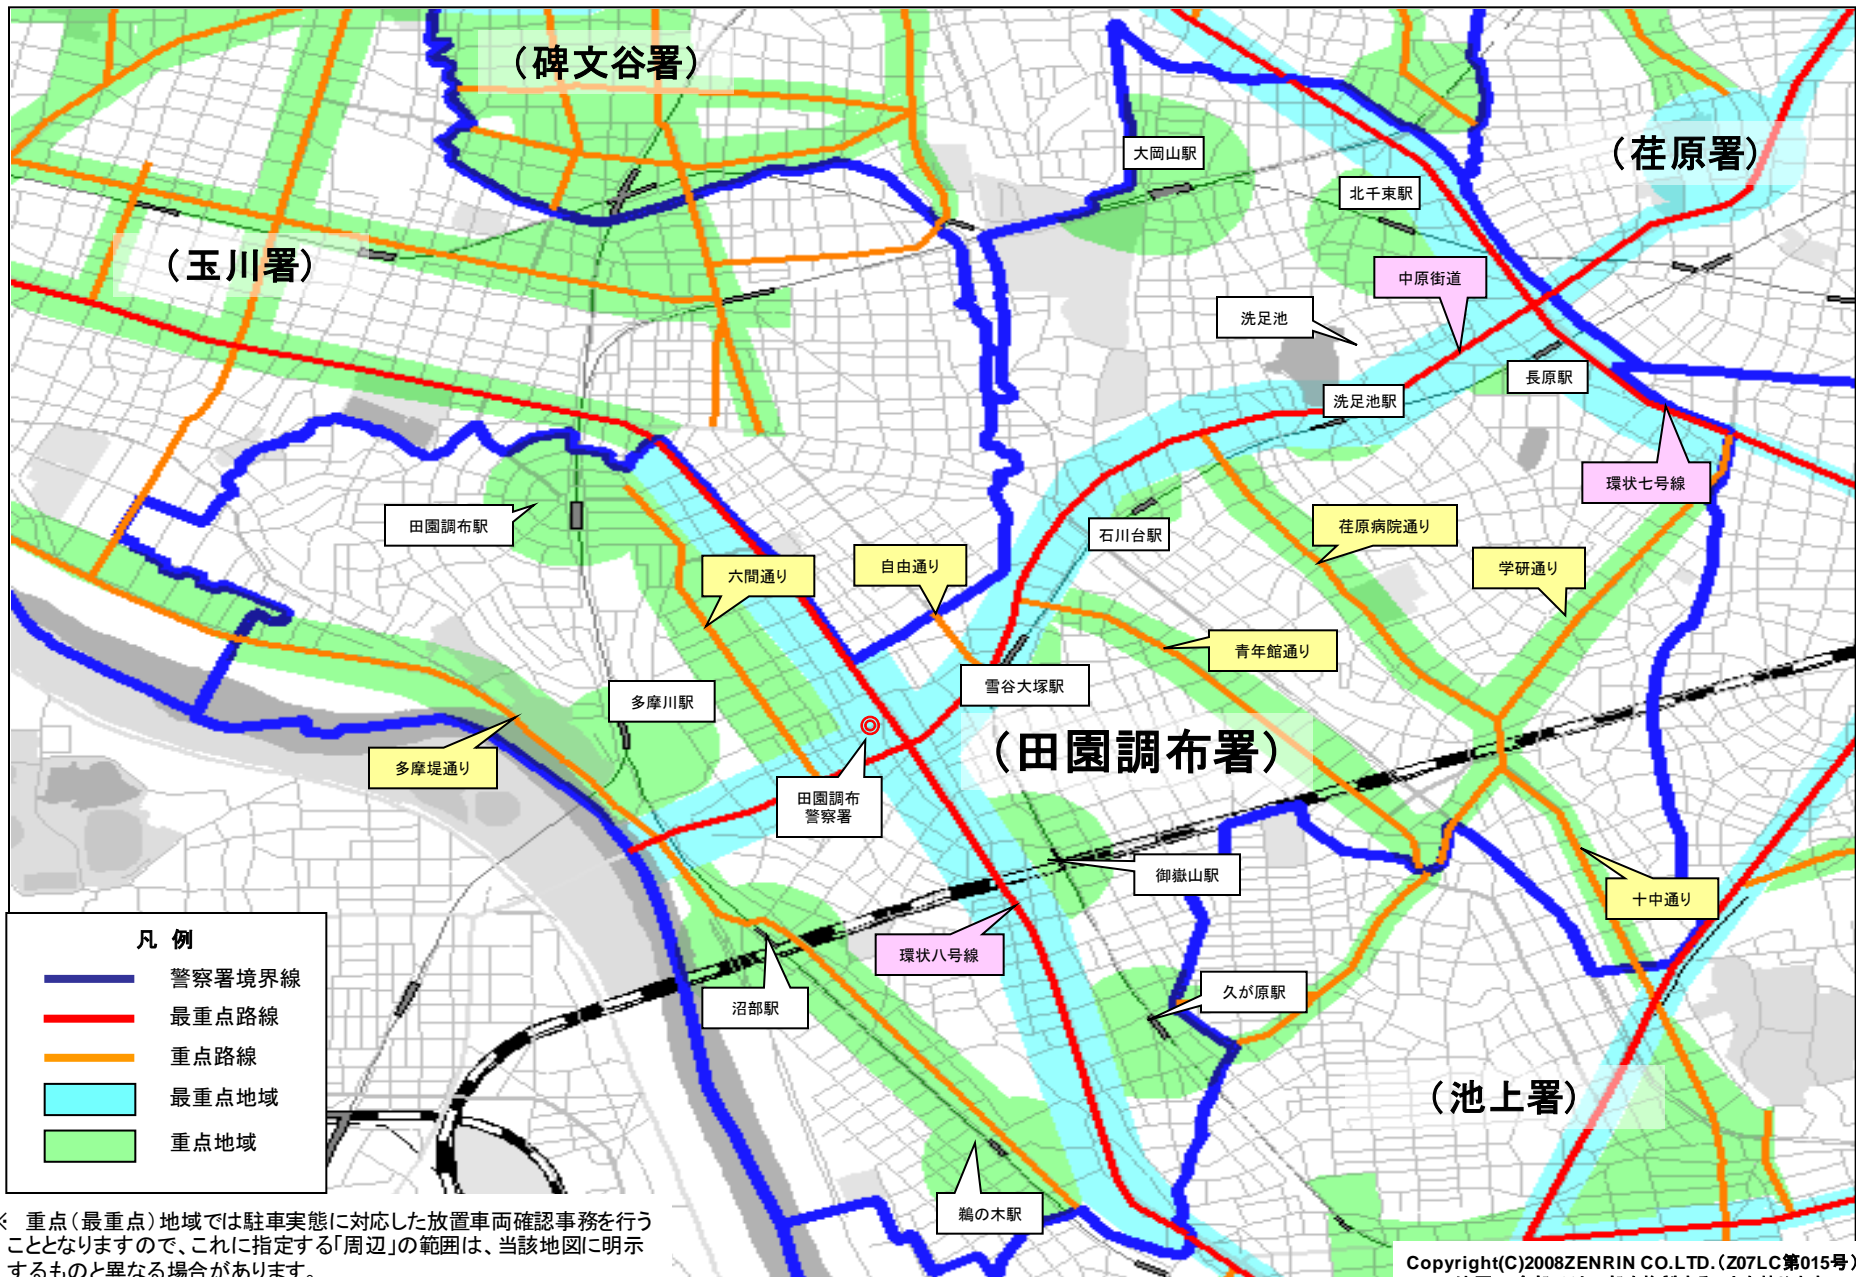 （碑文谷署）
（荏原署）
大岡山駅
北千束駅
（玉川署）
中原街道
洗足池
長原駅
洗足池駅
環状七号線
田園調布駅
石川台駅
荏原病院通り
自由通り
学研通り
六間通り
青年館通り
雪谷大塚駅
多摩川駅
（田園調布署）
多摩堤通り
田園調布
警察署
御嶽山駅
十中通り
環状八号線
久が原駅
沼部駅
（池上署）
鵜の木駅
凡 例
警察署境界線
最重点路線
重点路線
最重点地域
重点地域
※ 重点（最重点）地域では駐車実態に対応した放置車両確認事務を行う
こととなりますので、これに指定する「周辺」の範囲は、当該地図に明示
するものと異なる場合があります。
Copyright(C)2008ZENRIN CO.LTD.（Z07LC第015号）